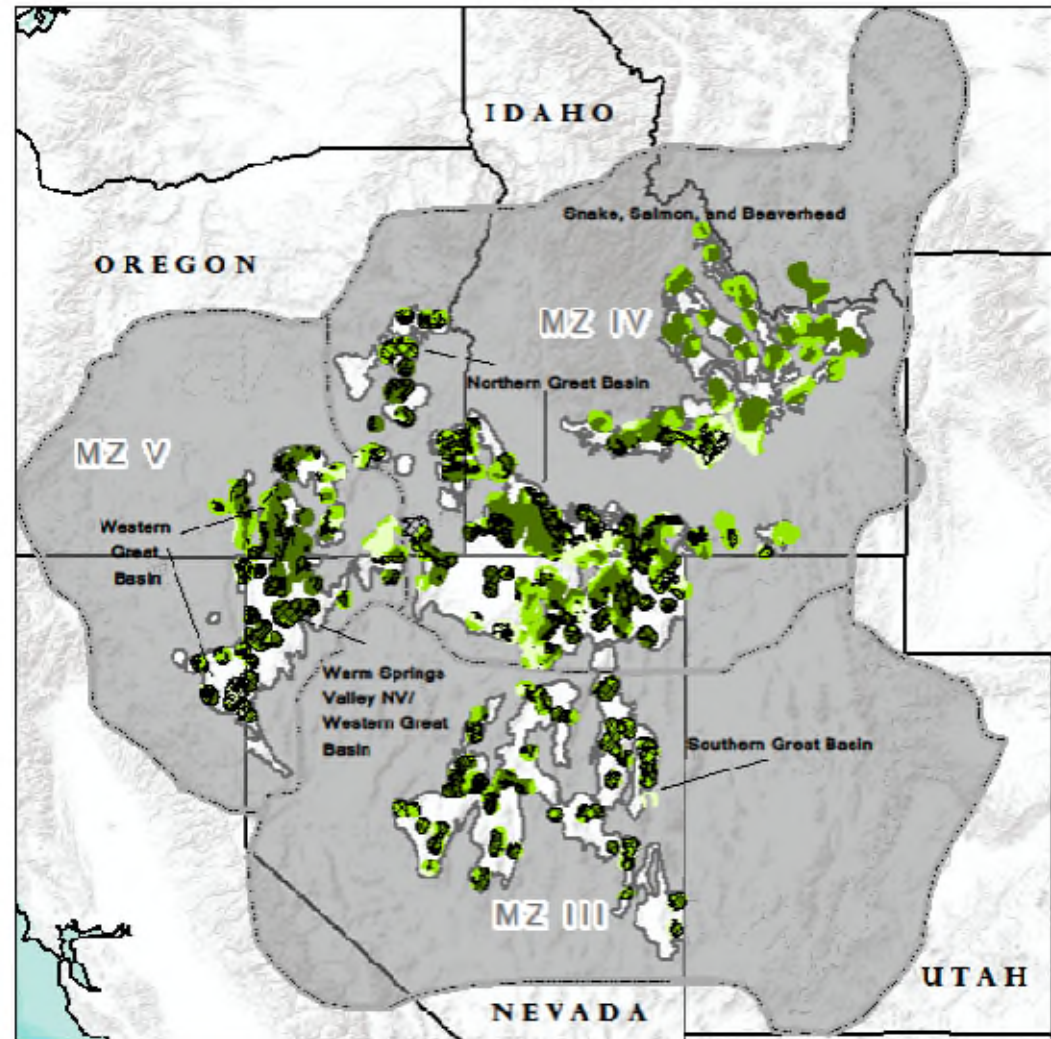 IDAHO
Snake, Salmon, and Beaverhead
OREGON
MZ IV
Northern Great Basin
MZ V
Western
Great
Basin
Warm Springs
Valley NV/
Western Great
Basin
Southern Great Basin
MZ III
UTAH
NEVADA